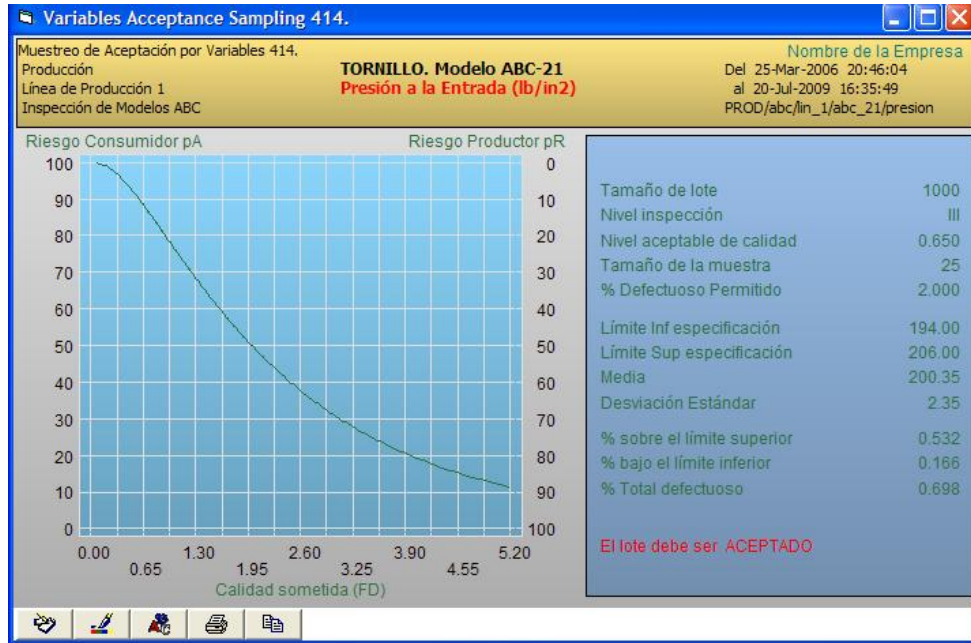 Variables Acceptance Sampling 414.
Muestreo de Aceptación por Variables 414.
Producción
Línea de Producción 1
Inspección de Modelos ABC
TORNILLO. Modelo ABC-21
Presión a la Entrada (lb/in2)
Nombre de la Empresa
Del 25-Mar-2006 20:46:04
al 20-Jul-2009 16:35:49
PROD/abc/lin_1/abc_21/presion
Riesgo Consumidor pA
Riesgo Productor pR
100 0
90 10
80 20
70 30
60 40
50 50
40 60
30 70
20 80
10 90
0 100
0.00 1.30 2.60 3.90 5.20
0.65 1.95 3.25 4.55
Calidad sometida (FD)
Tamaño de lote 1000
Nivel inspección III
Nivel aceptable de calidad 0.650
Tamaño de la muestra 25
% Defectuoso Permitido 2.000
Límite Inf especificación 194.00
Límite Sup especificación 206.00
Media 200.35
Desviación Estándar 2.35
% sobre el límite superior 0.532
% bajo el límite inferior 0.166
% Total defectuoso 0.698
El lote debe ser ACEPTADO